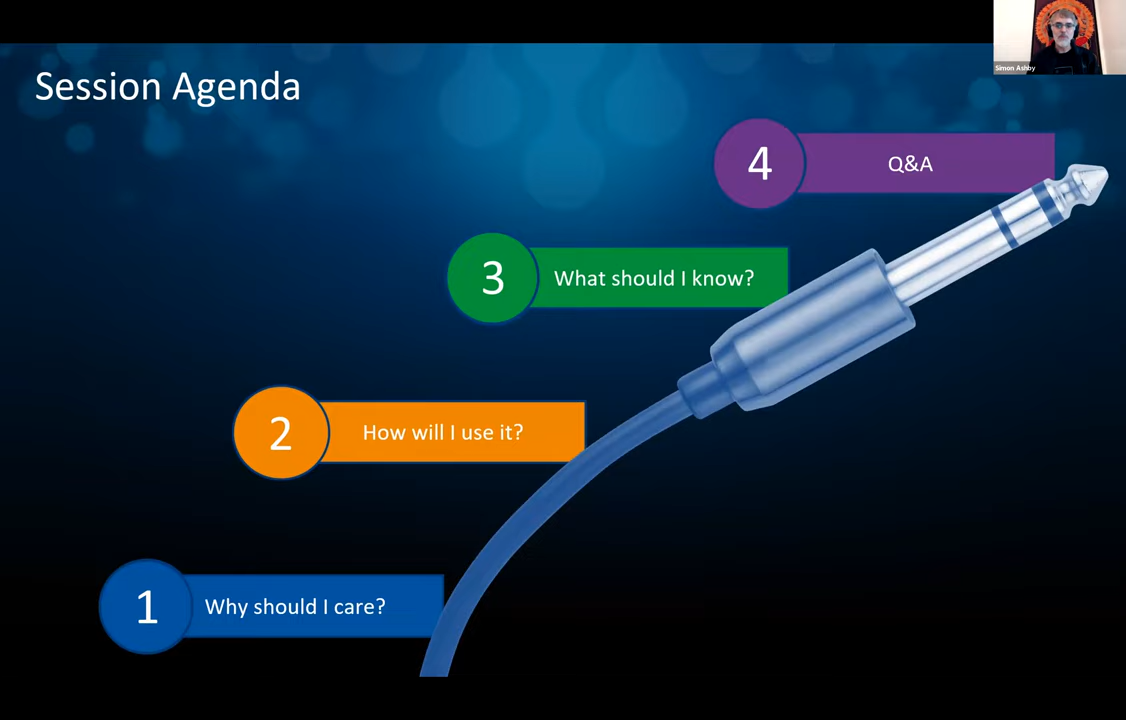 Session Agenda
Simon Ashby
4
Q&A
3
What should I know?
2
How will I use it?
1
Why should I care?